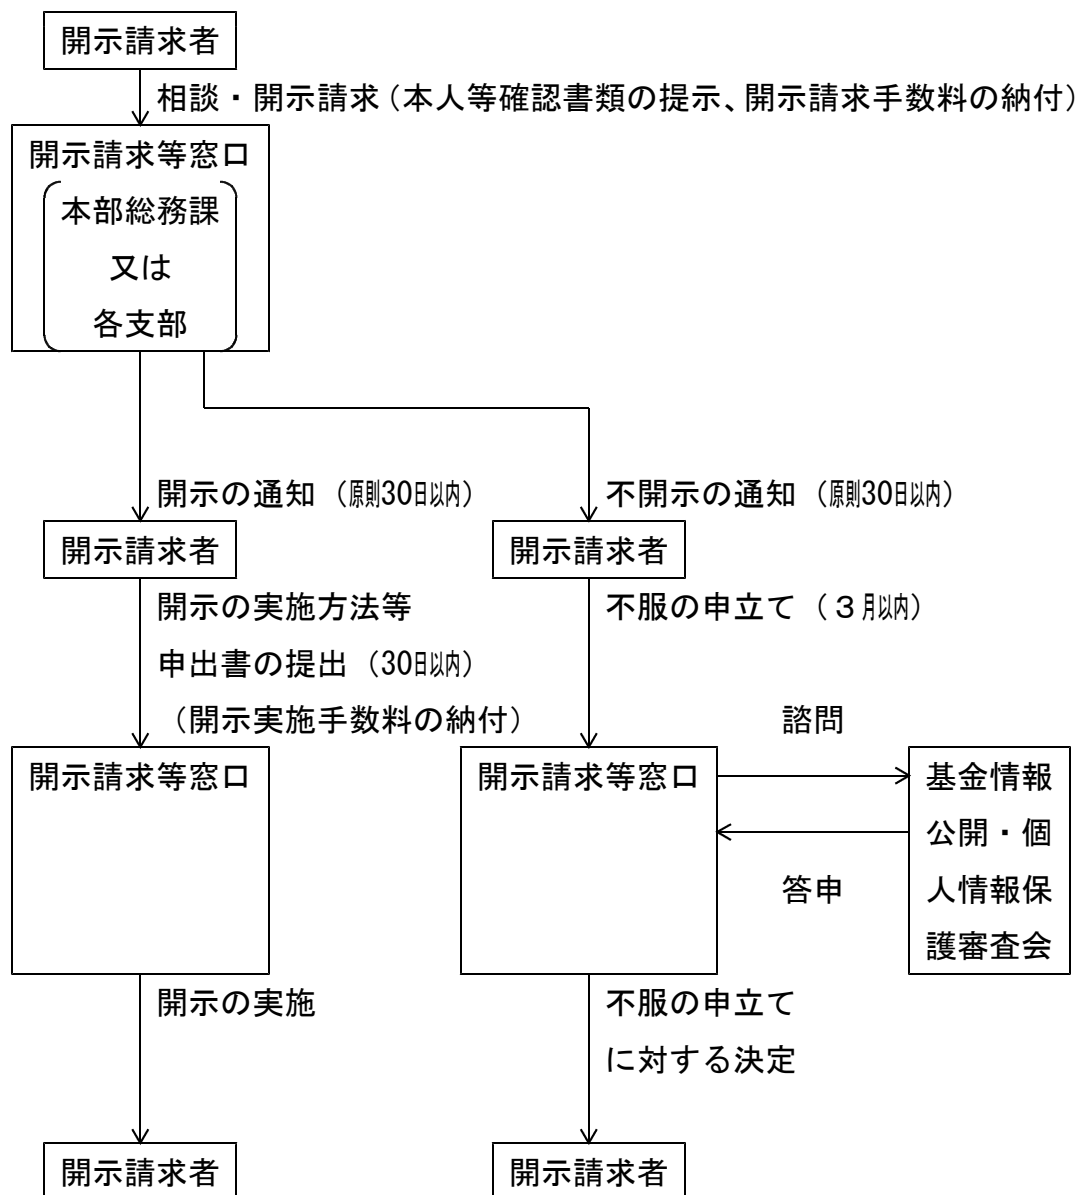 開示請求者
相談・開示請求（本人等確認書類の提示、開示請求手数料の納付）
開示請求等窓口
本部総務課
又は
各支部
開示の通知（原則30日以内）
不開示の通知（原則30日以内）
開示請求者
開示請求者
開示の実施方法等
申出書の提出（30日以内）
（開示実施手数料の納付）
不服の申立て（３月以内）
諮問
開示請求等窓口
開示請求等窓口
基金情報
公開・個
人情報保
護審査会
答申
開示の実施
不服の申立て
に対する決定
開示請求者
開示請求者